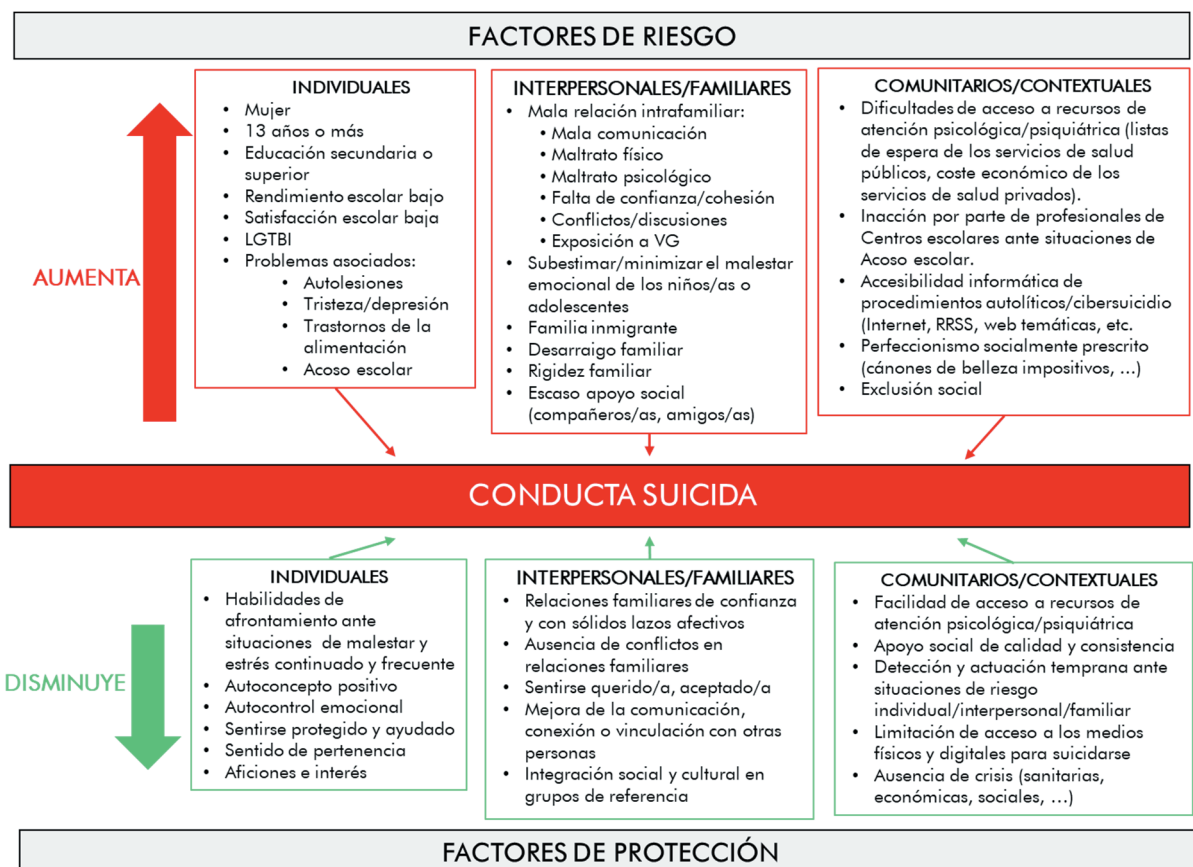 FACTORES DE RIESGO
AUMENTA
INDIVIDUALES
• Mujer
• 13 años o más
• Educación secundaria o
superior
• Rendimiento escolar bajo
• Satisfacción escolar baja
• LGTBI
• Problemas asociados:
• Autolesiones
• Tristeza/depresión
• Trastornos de la
alimentación
• Acoso escolar
INTERPERSONALES/FAMILIARES
• Mala relación intrafamiliar:
• Mala comunicación
• Maltrato físico
• Maltrato psicológico
• Falta de confianza/cohesión
• Conflictos/discusiones
• Exposición a VG
• Subestimar/minimizar el malestar
emocional de los niños/as o
adolescentes
• Familia inmigrante
• Desarraigo familiar
• Rigidez familiar
• Escaso apoyo social
(compañeros/as, amigos/as)
COMUNITARIOS/CONTEXTUALES
• Dificultades de acceso a recursos de
atención psicológica/psiquiátrica (listas
de espera de los servicios de salud
públicos, coste económico de los
servicios de salud privados).
• Inacción por parte de profesionales de
Centros escolares ante situaciones de
Acoso escolar.
• Accesibilidad informática de
procedimientos autolíticos/cibersuicidio
(Internet, RRSS, web temáticas, etc.
• Perfeccionismo socialmente prescrito
(cánones de belleza impositivos, ...)
• Exclusión social
CONDUCTA SUICIDA
DISMINUYE
INDIVIDUALES
• Habilidades de
afrontamiento ante
situaciones de malestar y
estrés continuado y frecuente
• Autoconcepto positivo
• Autocontrol emocional
• Sentirse protegido y ayudado
• Sentido de pertenencia
• Aficiones e interés
INTERPERSONALES/FAMILIARES
• Relaciones familiares de confianza
y con sólidos lazos afectivos
• Ausencia de conflictos en
relaciones familiares
• Sentirse querido/a, aceptado/a
• Mejora de la comunicación,
conexión o vinculación con otras
personas
• Integración social y cultural en
grupos de referencia
COMUNITARIOS/CONTEXTUALES
• Facilidad de acceso a recursos de
atención psicológica/psiquiátrica
• Apoyo social de calidad y consistencia
• Detección y actuación temprana ante
situaciones de riesgo
individual/interpersonal/familiar
• Limitación de acceso a los medios
físicos y digitales para suicidarse
• Ausencia de crisis (sanitarias,
económicas, sociales, ...)
FACTORES DE PROTECCIÓN